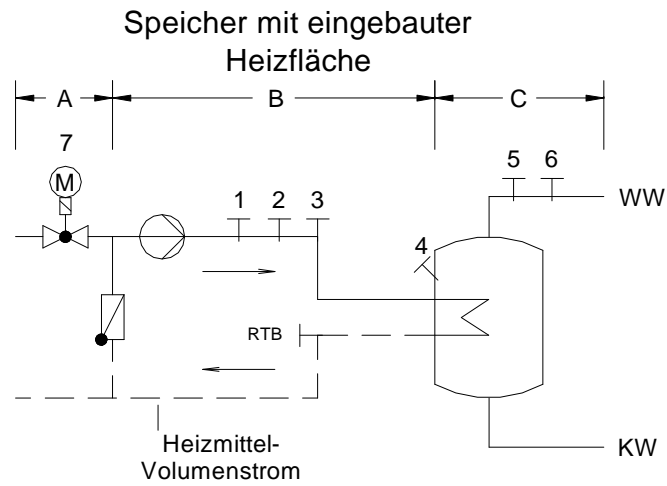 Speicher mit eingebauter
Heizfläche
A B C
7
M
1 2 3
5 6
WW
4
RTB
Heizmittel-
Volumenstrom
KW